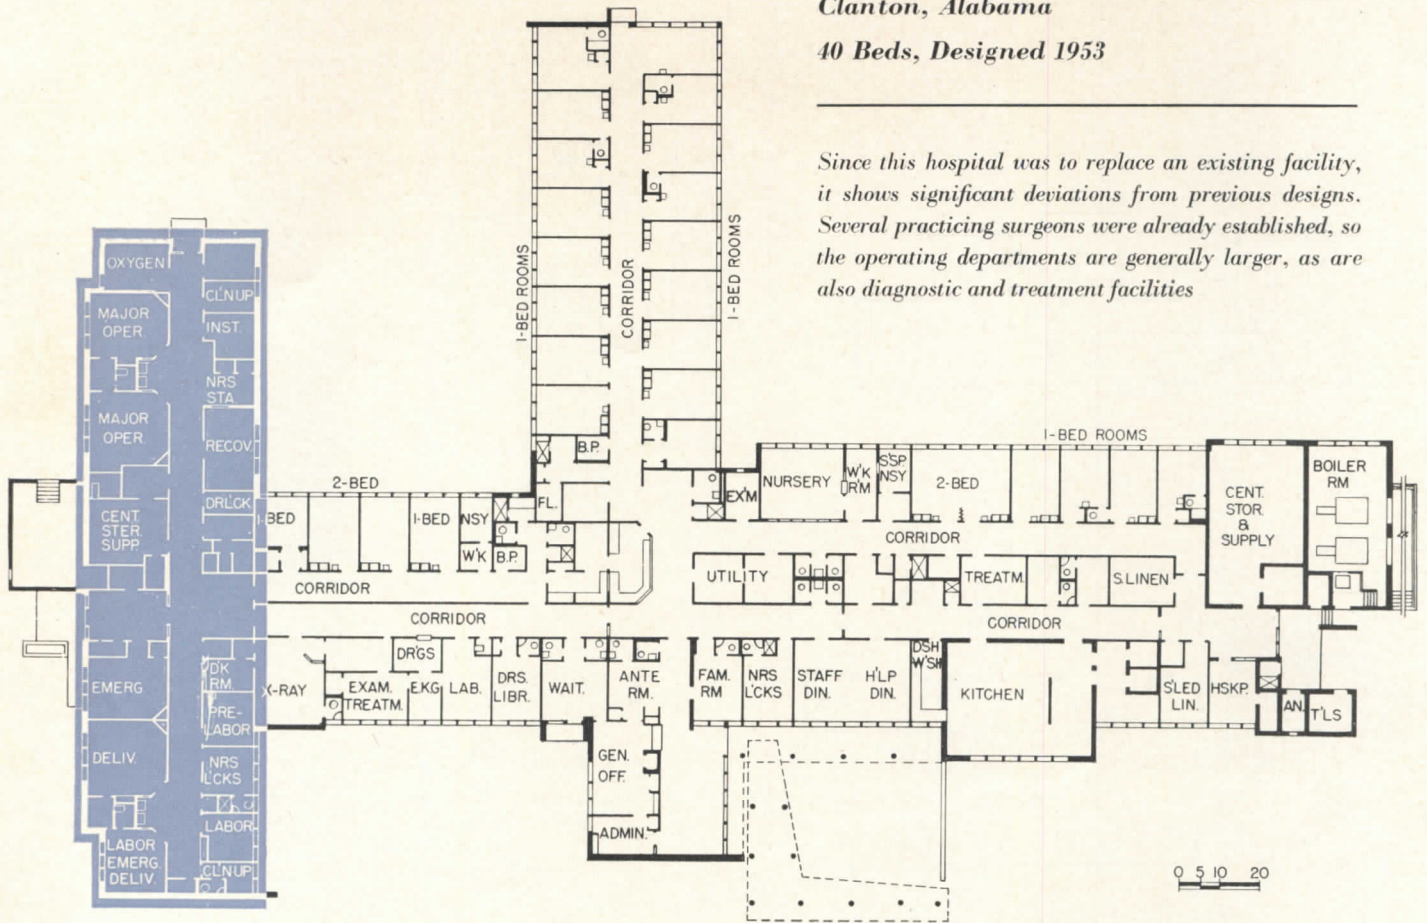 Clanton, Alabama
40 Beds, Designed 1953
Since this hospital was to replace an existing facility,
it shows significant deviations from previous designs.
Several practicing surgeons were already established, so
the operating departments are generally larger, as are
also diagnostic and treatment facilities
OXYGEN
CL'NUP
MAJOR
OPER.
INST.
NRS
STA.
MAJOR
OPER.
RECOV.
DR.LCK
CENT.
STER.
SUPP.
EMERG
D'K
RM.
PRE-
LABOR
DELIV.
NRS
L'CKS
LABOR
LABOR
EMERG.
DELIV.
CL'NUP
1-BED ROOMS
CORRIDOR
1-BED ROOMS
B.P.
FL.
2-BED
1-BED
1-BED
NSY
W'K
B.P.
CORRIDOR
CORRIDOR
X-RAY
EXAM.
TREATM.
DR'GS
EKG
LAB.
DRS.
LIBR.
WAIT.
ANTE
RM.
GEN.
OFF.
ADMIN.
1-BED ROOMS
EX'M
NURSERY
W'K
R'M
S'SP
NSY
2-BED
CORRIDOR
UTILITY
TREATM.
S.LINEN
CORRIDOR
CENT.
STOR.
&
SUPPLY
BOILER
RM
FAM.
RM
NRS
L'CKS
STAFF
DIN.
H'LP
DIN.
DSH
W'SH
KITCHEN
S'LED
LIN.
HSKP.
AN.
T'LS
0 5 10 20